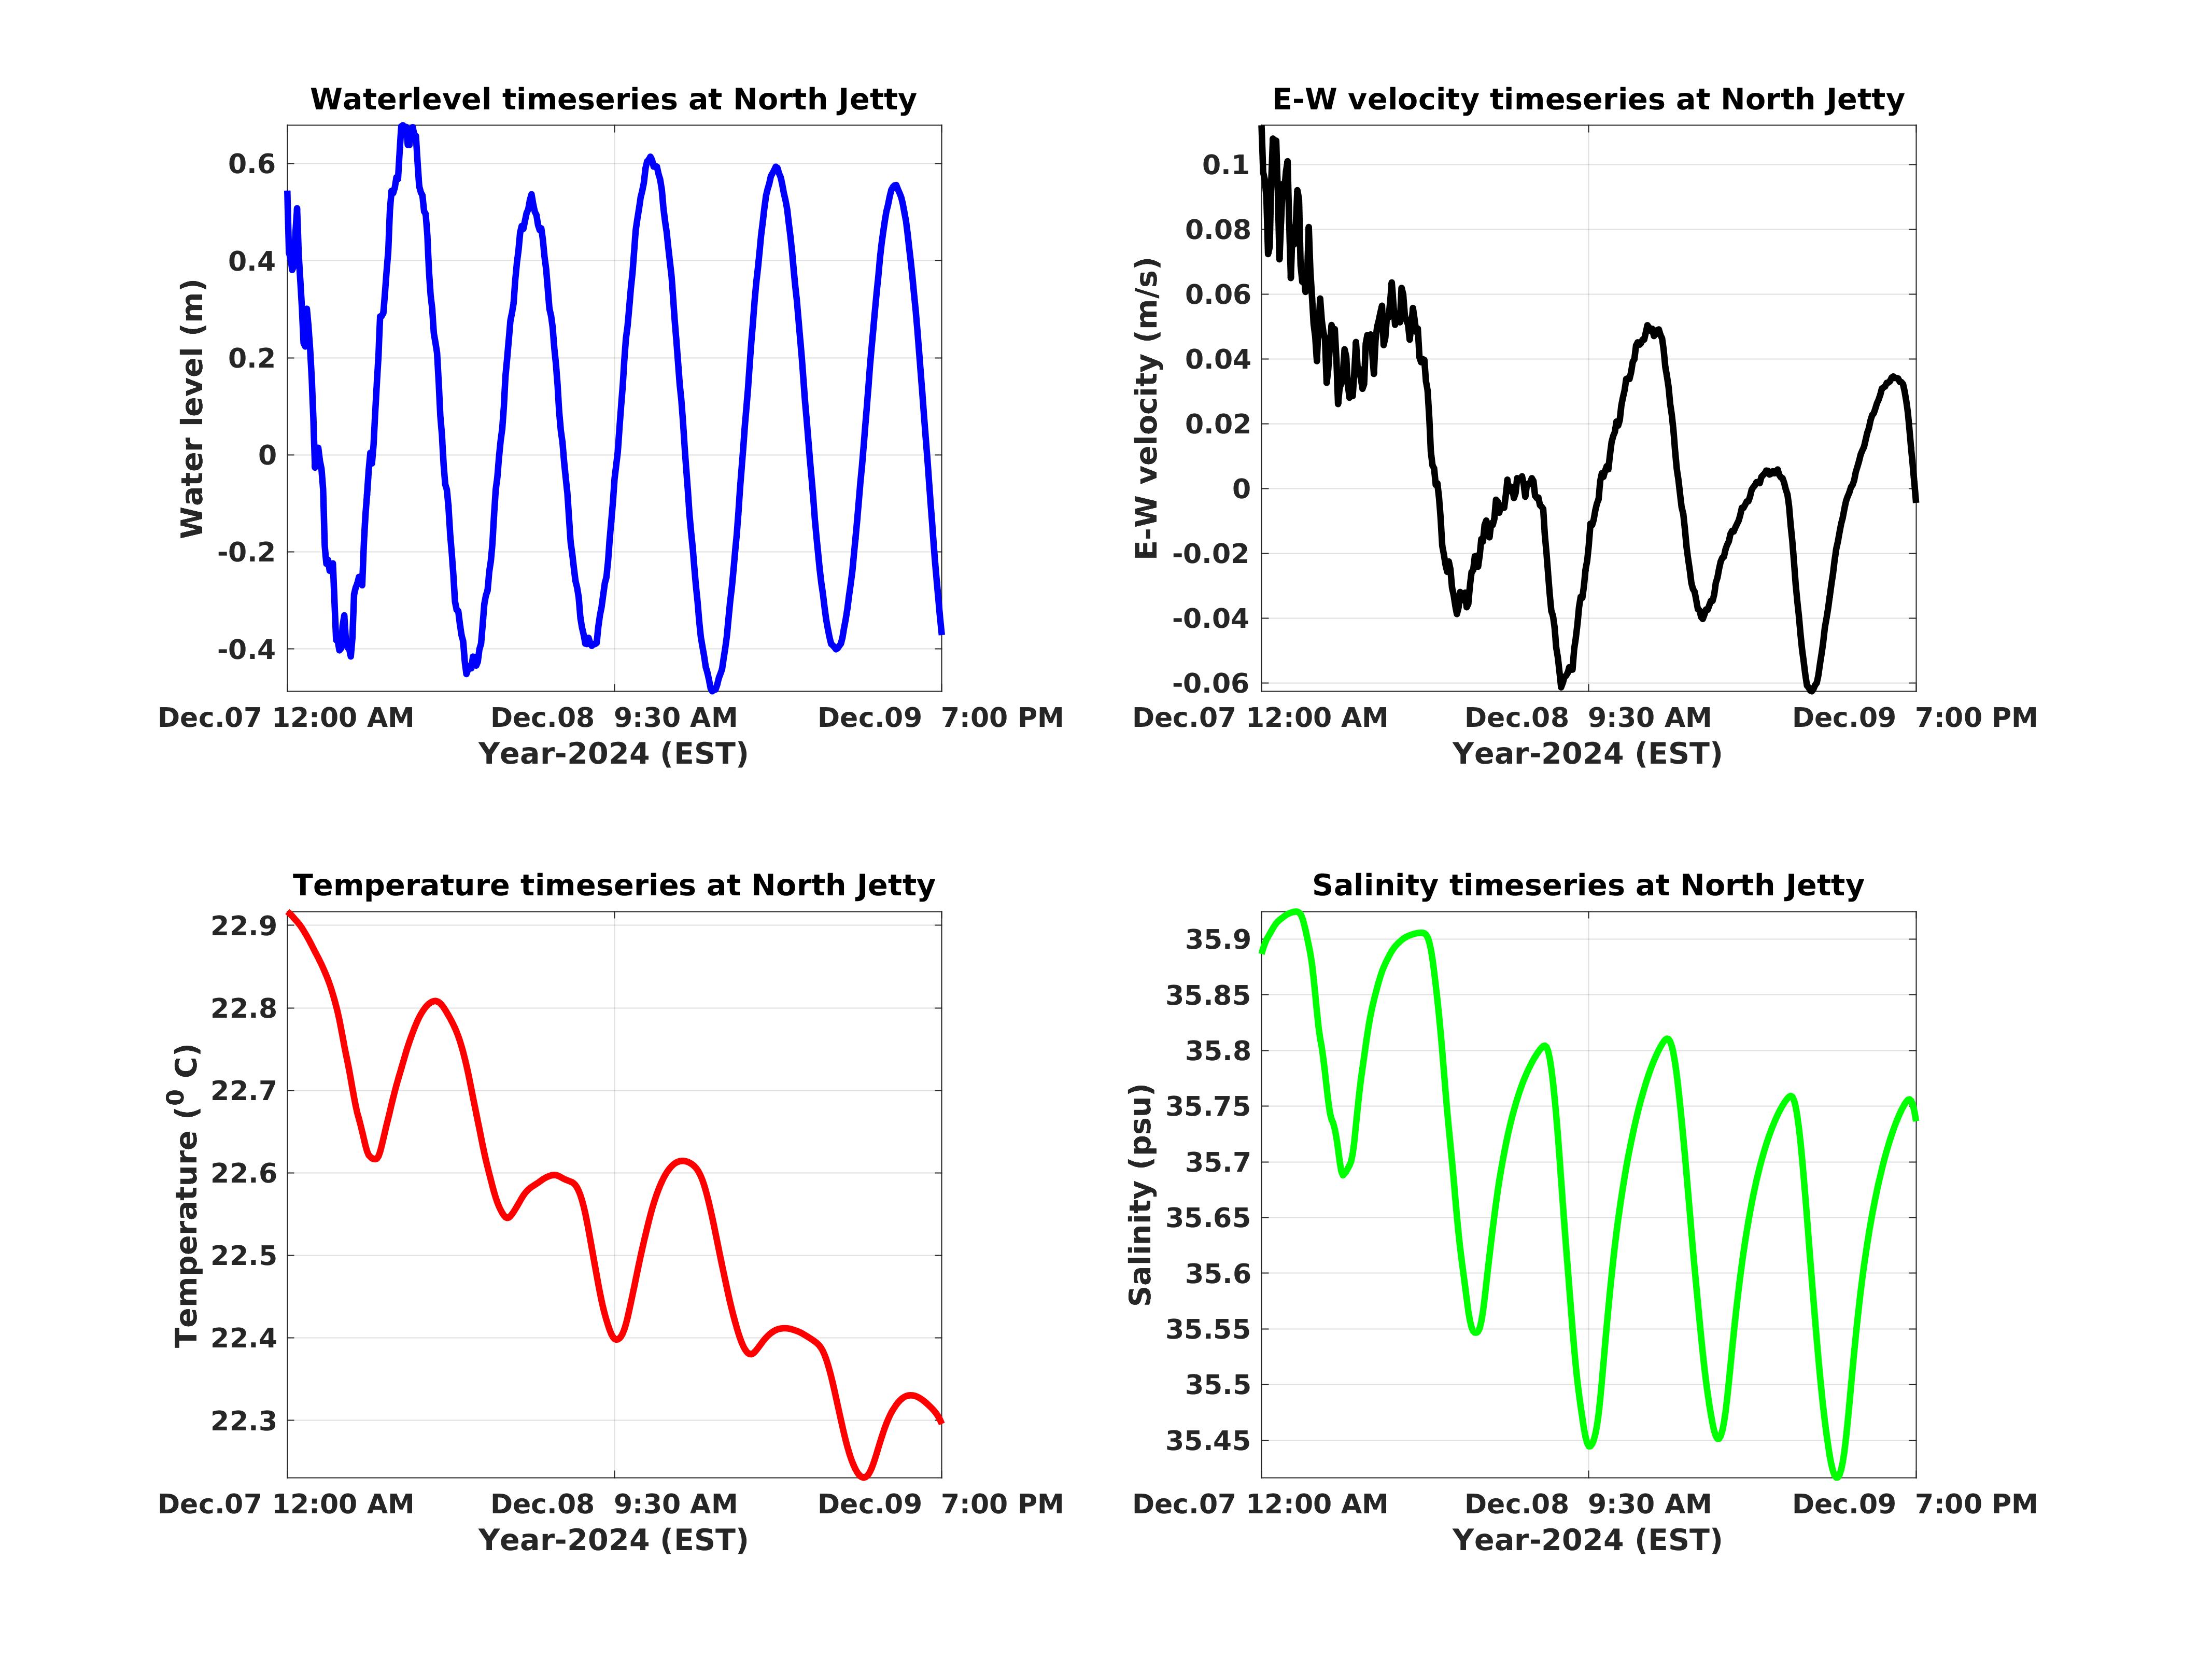 Waterlevel timeseries at North Jetty
Water level (m)
0.6
0.4
0.2
0
-0.2
-0.4
Dec.07 12:00 AM Dec.08 9:30 AM Dec.09 7:00 PM
Year-2024 (EST)
E-W velocity timeseries at North Jetty
E-W velocity (m/s)
0.1
0.08
0.06
0.04
0.02
0
-0.02
-0.04
-0.06
Dec.07 12:00 AM Dec.08 9:30 AM Dec.09 7:00 PM
Year-2024 (EST)
Temperature timeseries at North Jetty
Temperature (⁰ C)
22.9
22.8
22.7
22.6
22.5
22.4
22.3
Dec.07 12:00 AM Dec.08 9:30 AM Dec.09 7:00 PM
Year-2024 (EST)
Salinity timeseries at North Jetty
Salinity (psu)
35.9
35.85
35.8
35.75
35.7
35.65
35.6
35.55
35.5
35.45
Dec.07 12:00 AM Dec.08 9:30 AM Dec.09 7:00 PM
Year-2024 (EST)